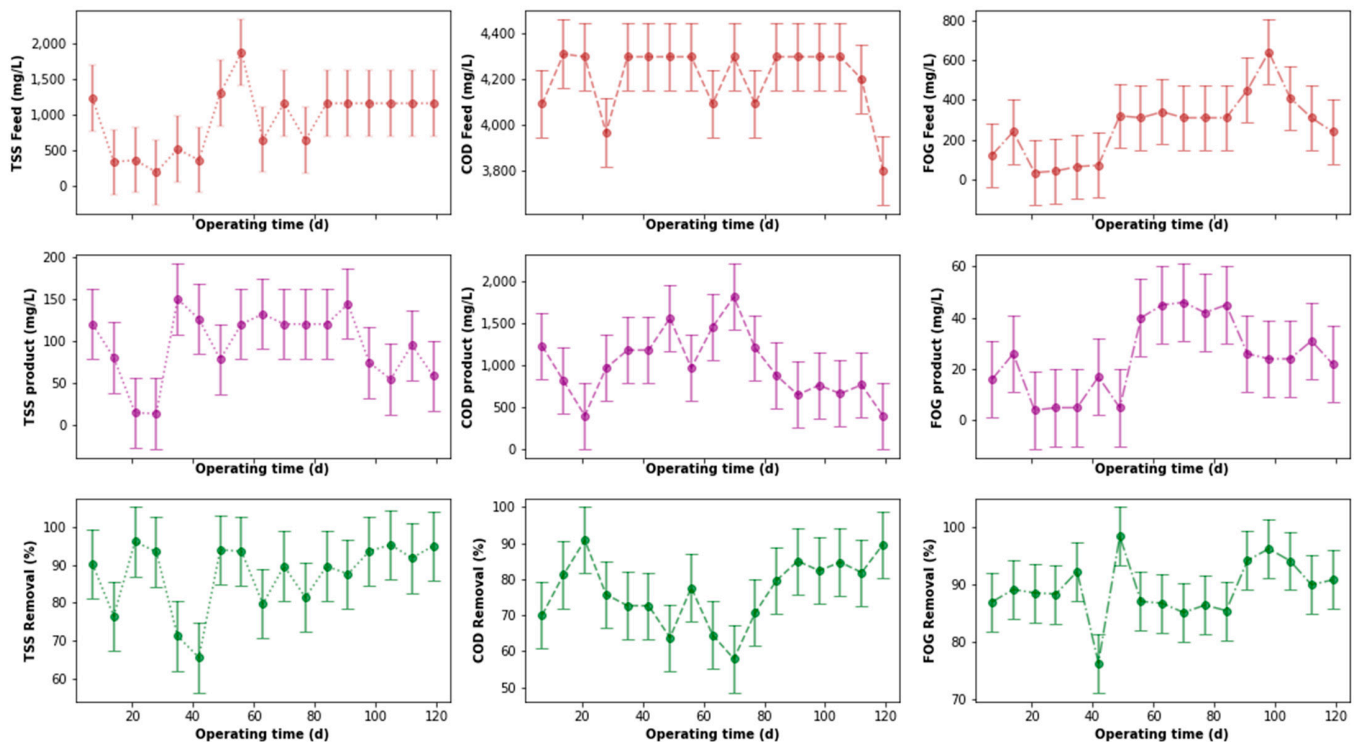 TSS Feed (mg/L)
2,000
1,500
1,000
500
0
Operating time (d)
COD Feed (mg/L)
4,400
4,200
4,000
3,800
Operating time (d)
FOG Feed (mg/L)
800
600
400
200
0
Operating time (d)
TSS product (mg/L)
200
150
100
50
0
Operating time (d)
COD product (mg/L)
2,000
1,500
1,000
500
0
Operating time (d)
FOG product (mg/L)
60
40
20
0
Operating time (d)
TSS Removal (%)
100
90
80
70
60
20 40 60 80 100 120
Operating time (d)
COD Removal (%)
100
90
80
70
60
50
20 40 60 80 100 120
Operating time (d)
FOG Removal (%)
100
90
80
70
20 40 60 80 100 120
Operating time (d)